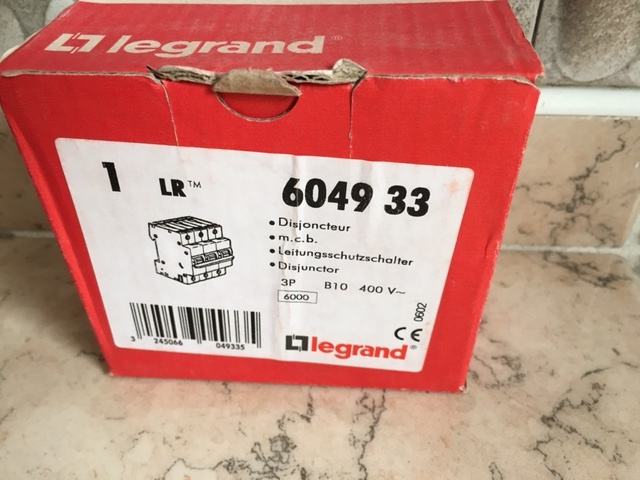 legrand®
1 LR™ 6049 33
• Disjoncteur
• m.c.b.
• Leitungsschutzschalter
• Disjunctor
3P B10 400 V~
6000
0602
CE
3 245066 049335
legrand®